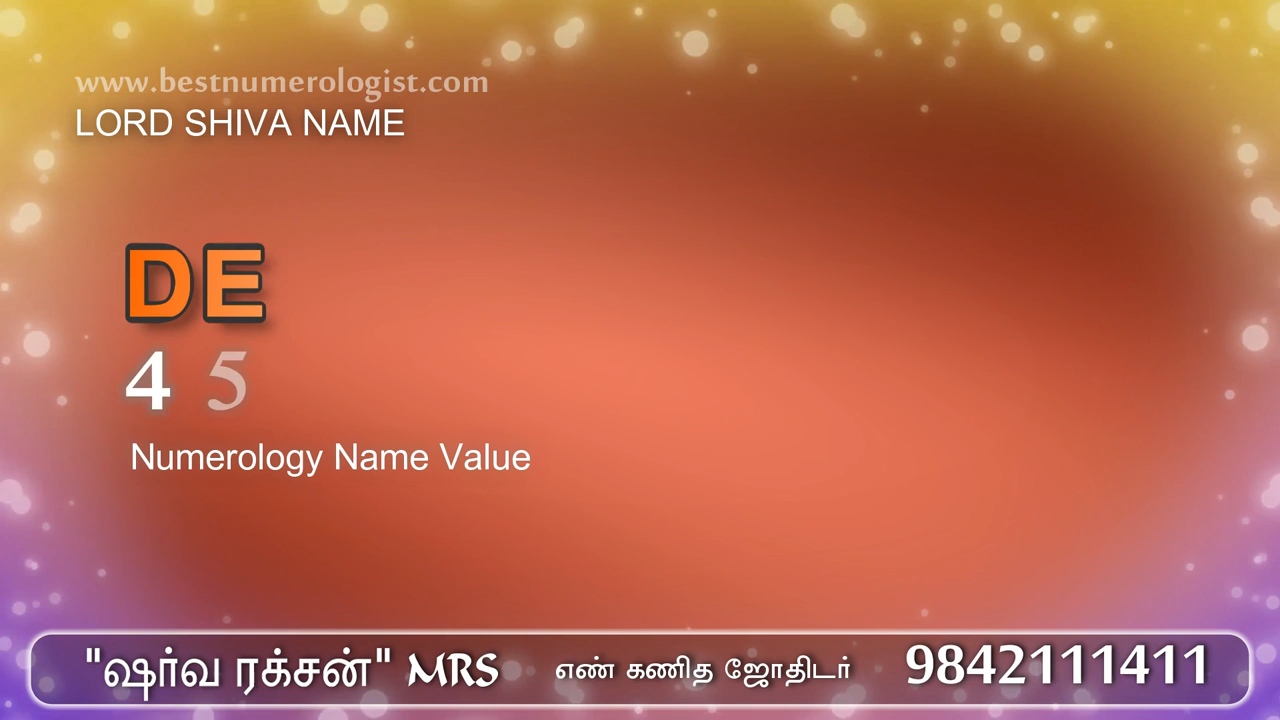 www.bestnumerologist.com
LORD SHIVA NAME
DE
4 5
Numerology Name Value
"ஷர்வ ரக்சன்" MRS எண் கணித ஜோதிடர் 9842111411